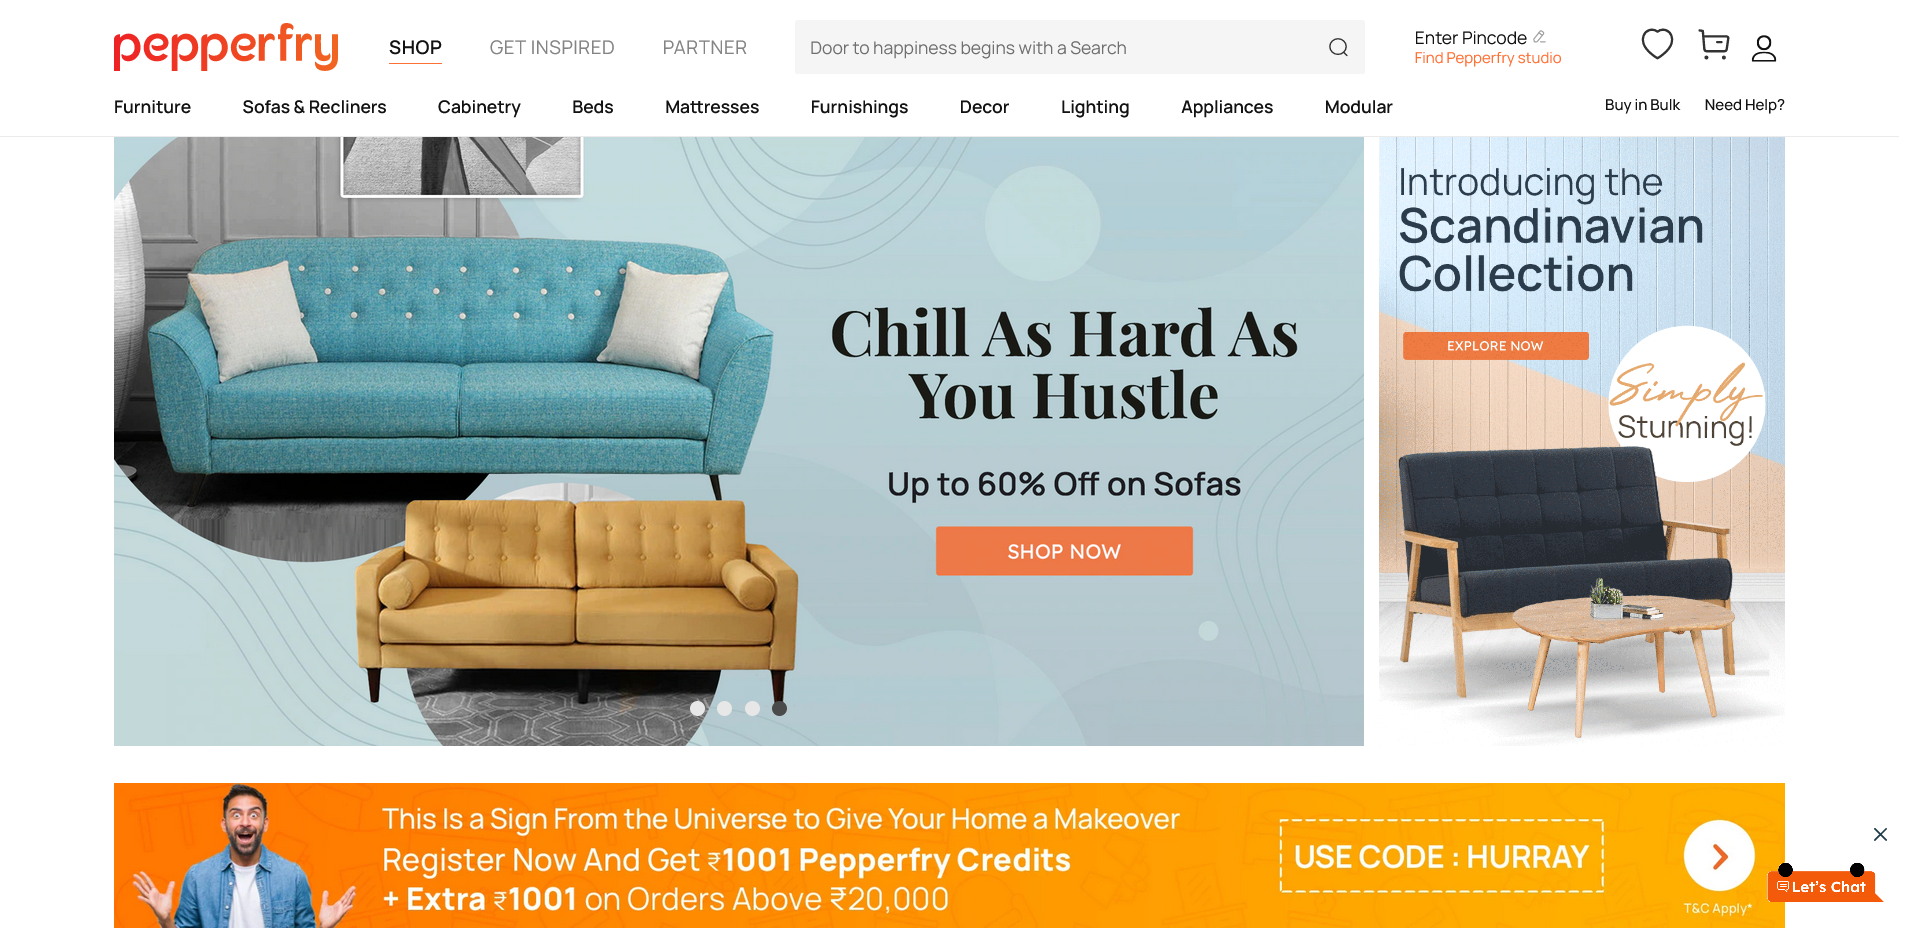 pepperfry
SHOP
GET INSPIRED
PARTNER
Door to happiness begins with a Search
Enter Pincode
Find Pepperfry studio
Furniture
Sofas & Recliners
Cabinetry
Beds
Mattresses
Furnishings
Decor
Lighting
Appliances
Modular
Buy in Bulk
Need Help?
Chill As Hard As
You Hustle
Up to 60% Off on Sofas
SHOP NOW
Introducing the
Scandinavian
Collection
EXPLORE NOW
Simply
Stunning!
This Is a Sign From the Universe to Give Your Home a Makeover
Register Now And Get ₹1001 Pepperfry Credits
+ Extra ₹1001 on Orders Above ₹20,000
USE CODE : HURRAY
T&C Apply*
Let's Chat